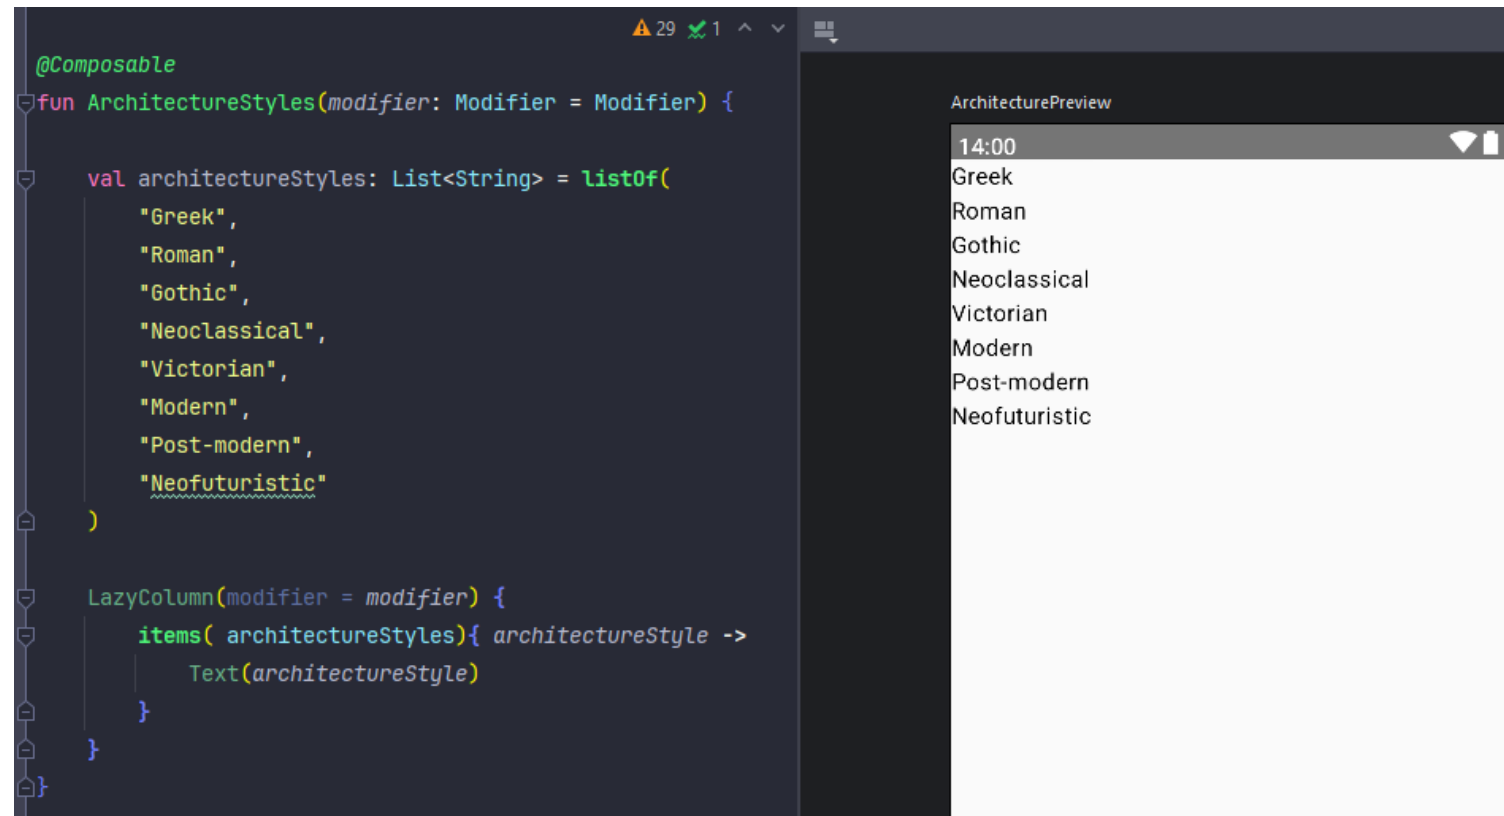 29 1
@Composable
fun ArchitectureStyles(modifier: Modifier = Modifier) {
val architectureStyles: List<String> = listOf(
"Greek",
"Roman",
"Gothic",
"Neoclassical",
"Victorian",
"Modern",
"Post-modern",
"Neofuturistic"
)
LazyColumn(modifier = modifier) {
items( architectureStyles){ architectureStyle ->
Text(architectureStyle)
}
}
}
ArchitecturePreview
14:00
Greek
Roman
Gothic
Neoclassical
Victorian
Modern
Post-modern
Neofuturistic